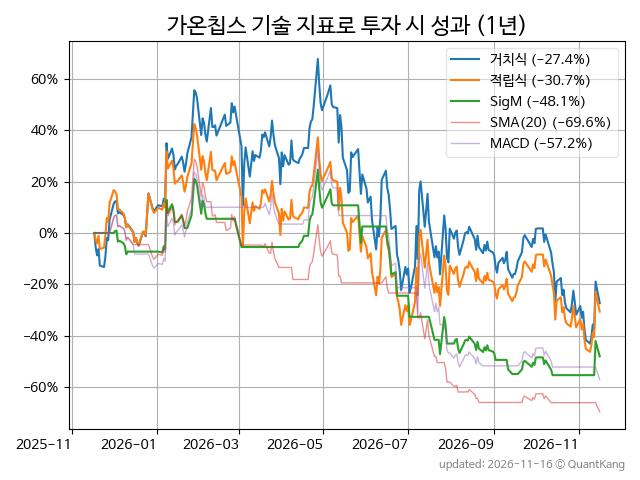 가온칩스 기술 지표로 투자 시 성과 (1년)
거치식 (−27.4%)
적립식 (−30.7%)
SigM (−48.1%)
SMA(20) (−69.6%)
MACD (−57.2%)
60%
40%
20%
0%
−20%
−40%
−60%
2025-11 2026-01 2026-03 2026-05 2026-07 2026-09 2026-11
updated: 2026-11-16 © QuantKang